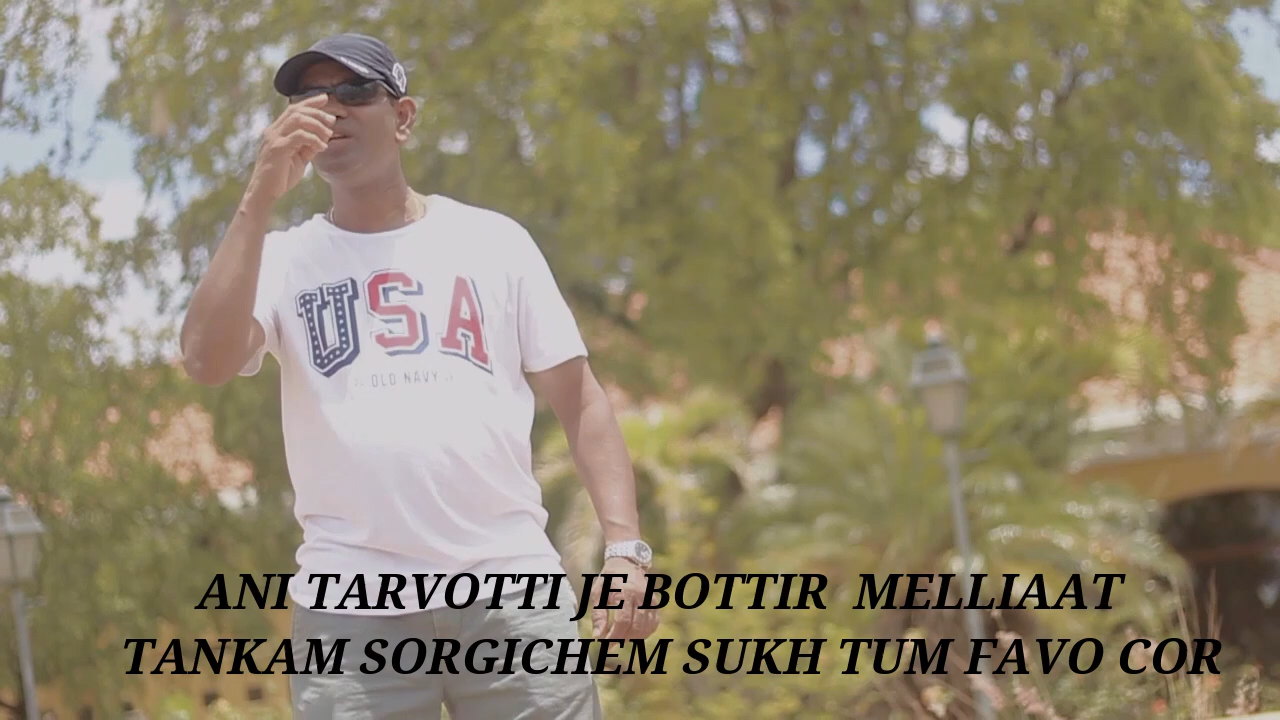 USA
OLD NAVY
ANI TARVOTTI JE BOTTIR MELLIAAT
TANKAM SORGICHEM SUKH TUM FAVO COR